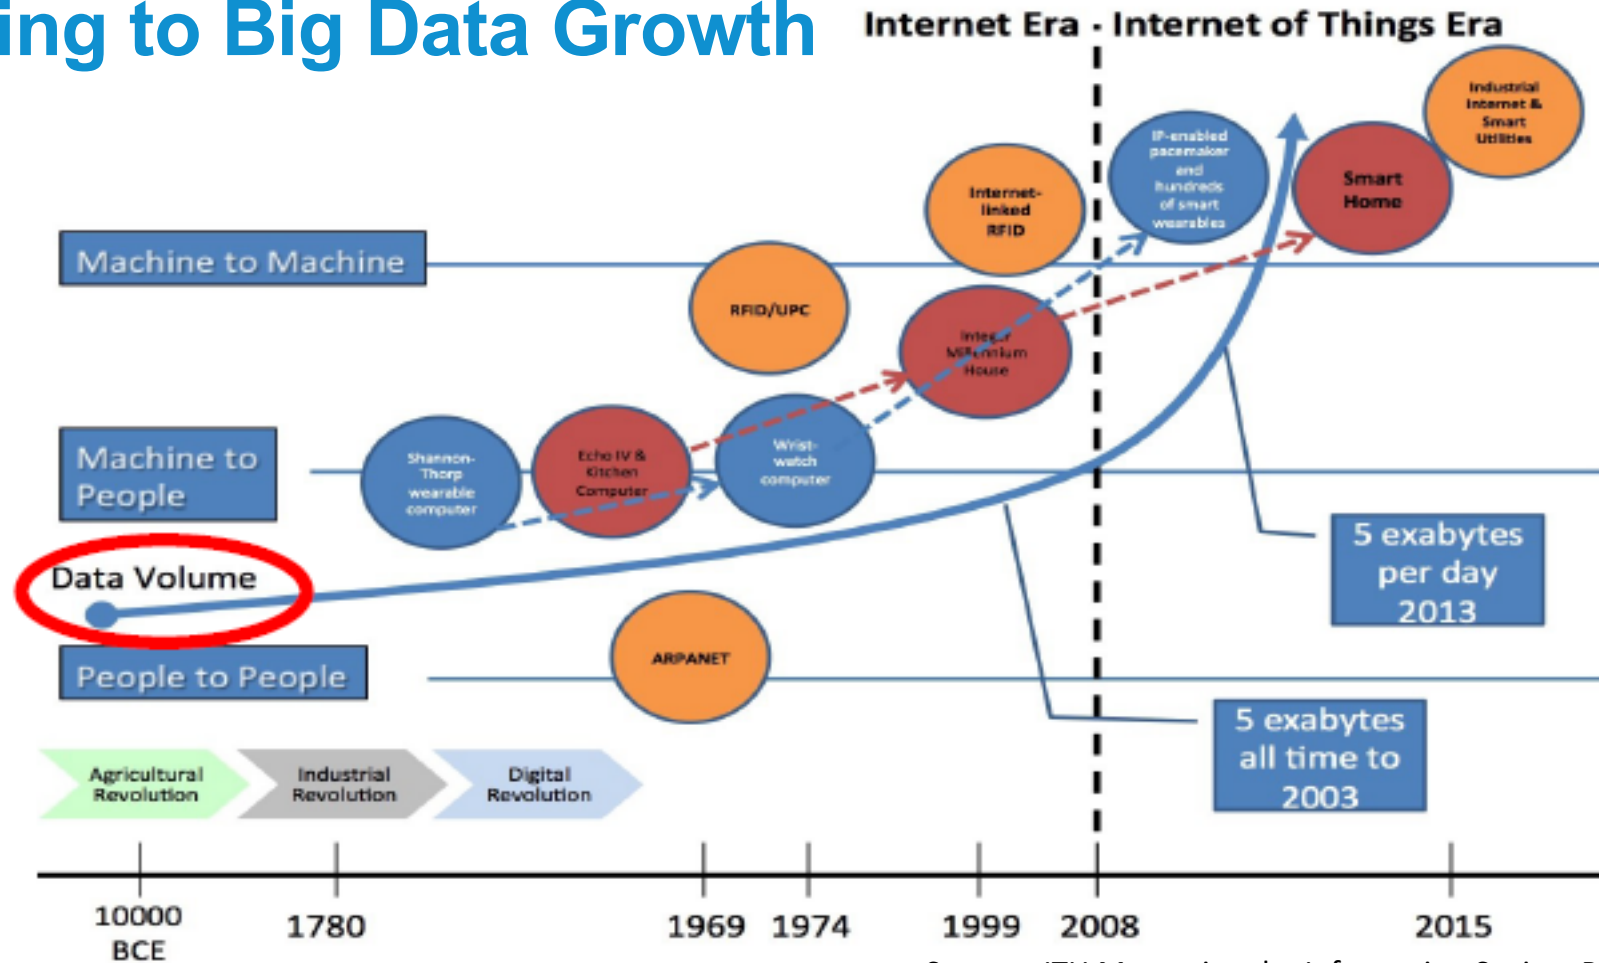 ing to Big Data Growth
Internet Era - Internet of Things Era
Industrial
Internet &
Smart
Utilities
IP-enabled
pacemaker
and
hundreds
of smart
wearables
Smart
Home
Internet-
linked
RFID
Machine to Machine
RFID/UPC
Integer
Millennium
House
Machine to
People
Shannon-
Thorp
wearable
computer
Echo IV &
Kitchen
Computer
Wrist-
watch
computer
Data Volume
5 exabytes
per day
2013
People to People
ARPANET
5 exabytes
all time to
2003
Agricultural
Revolution
Industrial
Revolution
Digital
Revolution
10000
BCE
1780
1969
1974
1999
2008
2015